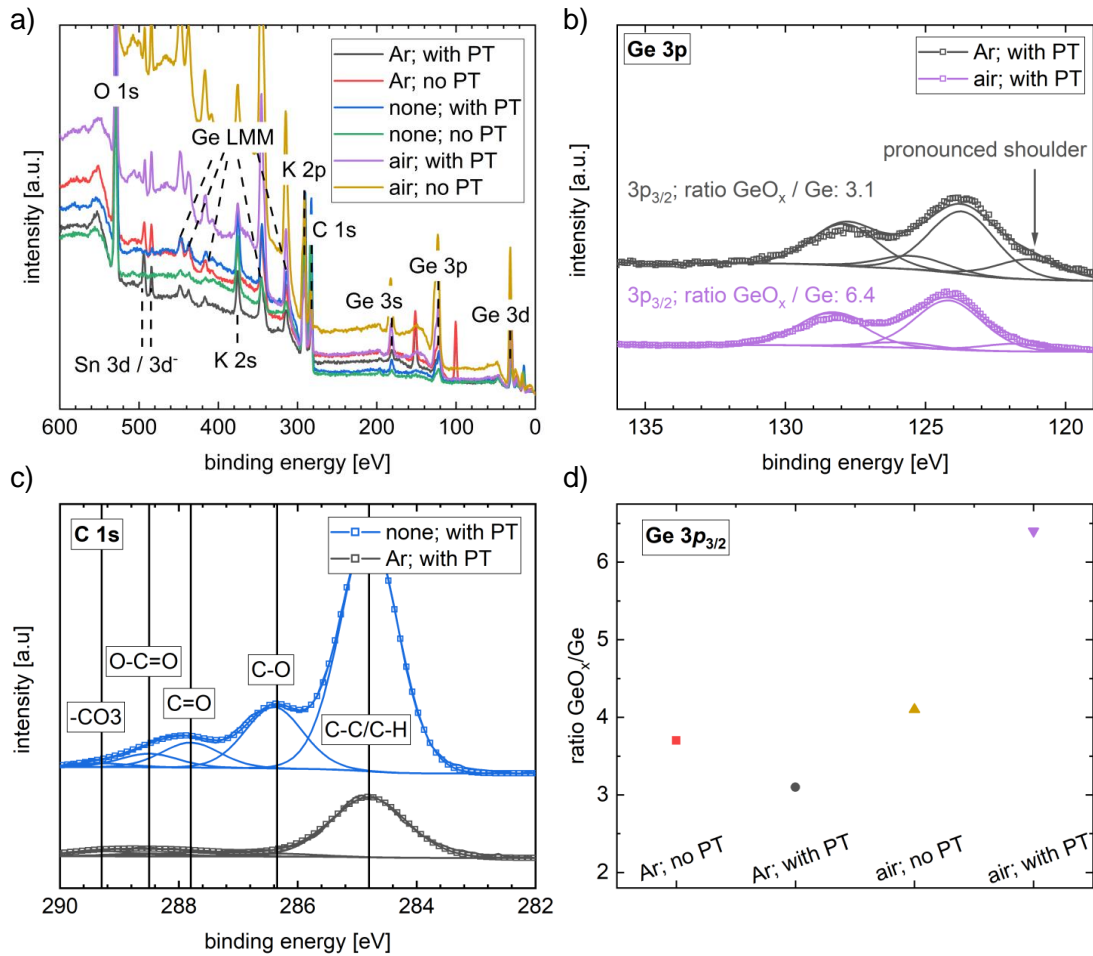 a)
intensity [a.u.]
Ar; with PT
Ar; no PT
none; with PT
none; no PT
air; with PT
air; no PT
O 1s
Ge LMM
K 2p
C 1s
Ge 3p
Ge 3s
Ge 3d
Sn 3d / 3d-
K 2s
600 500 400 300 200 100 0
binding energy [eV]
b)
Ge 3p
intensity [a.u.]
Ar; with PT
air; with PT
pronounced shoulder
3p3/2; ratio GeOx / Ge: 3.1
3p3/2; ratio GeOx / Ge: 6.4
135 130 125 120
binding energy [eV]
c)
C 1s
intensity [a.u]
none; with PT
Ar; with PT
O-C=O
C-O
-CO3
C=O
C-C/C-H
290 288 286 284 282
binding energy [eV]
d)
Ge 3p3/2
ratio GeOx/Ge
6
5
4
3
2
Ar; no PT
Ar; with PT
air; no PT
air; with PT